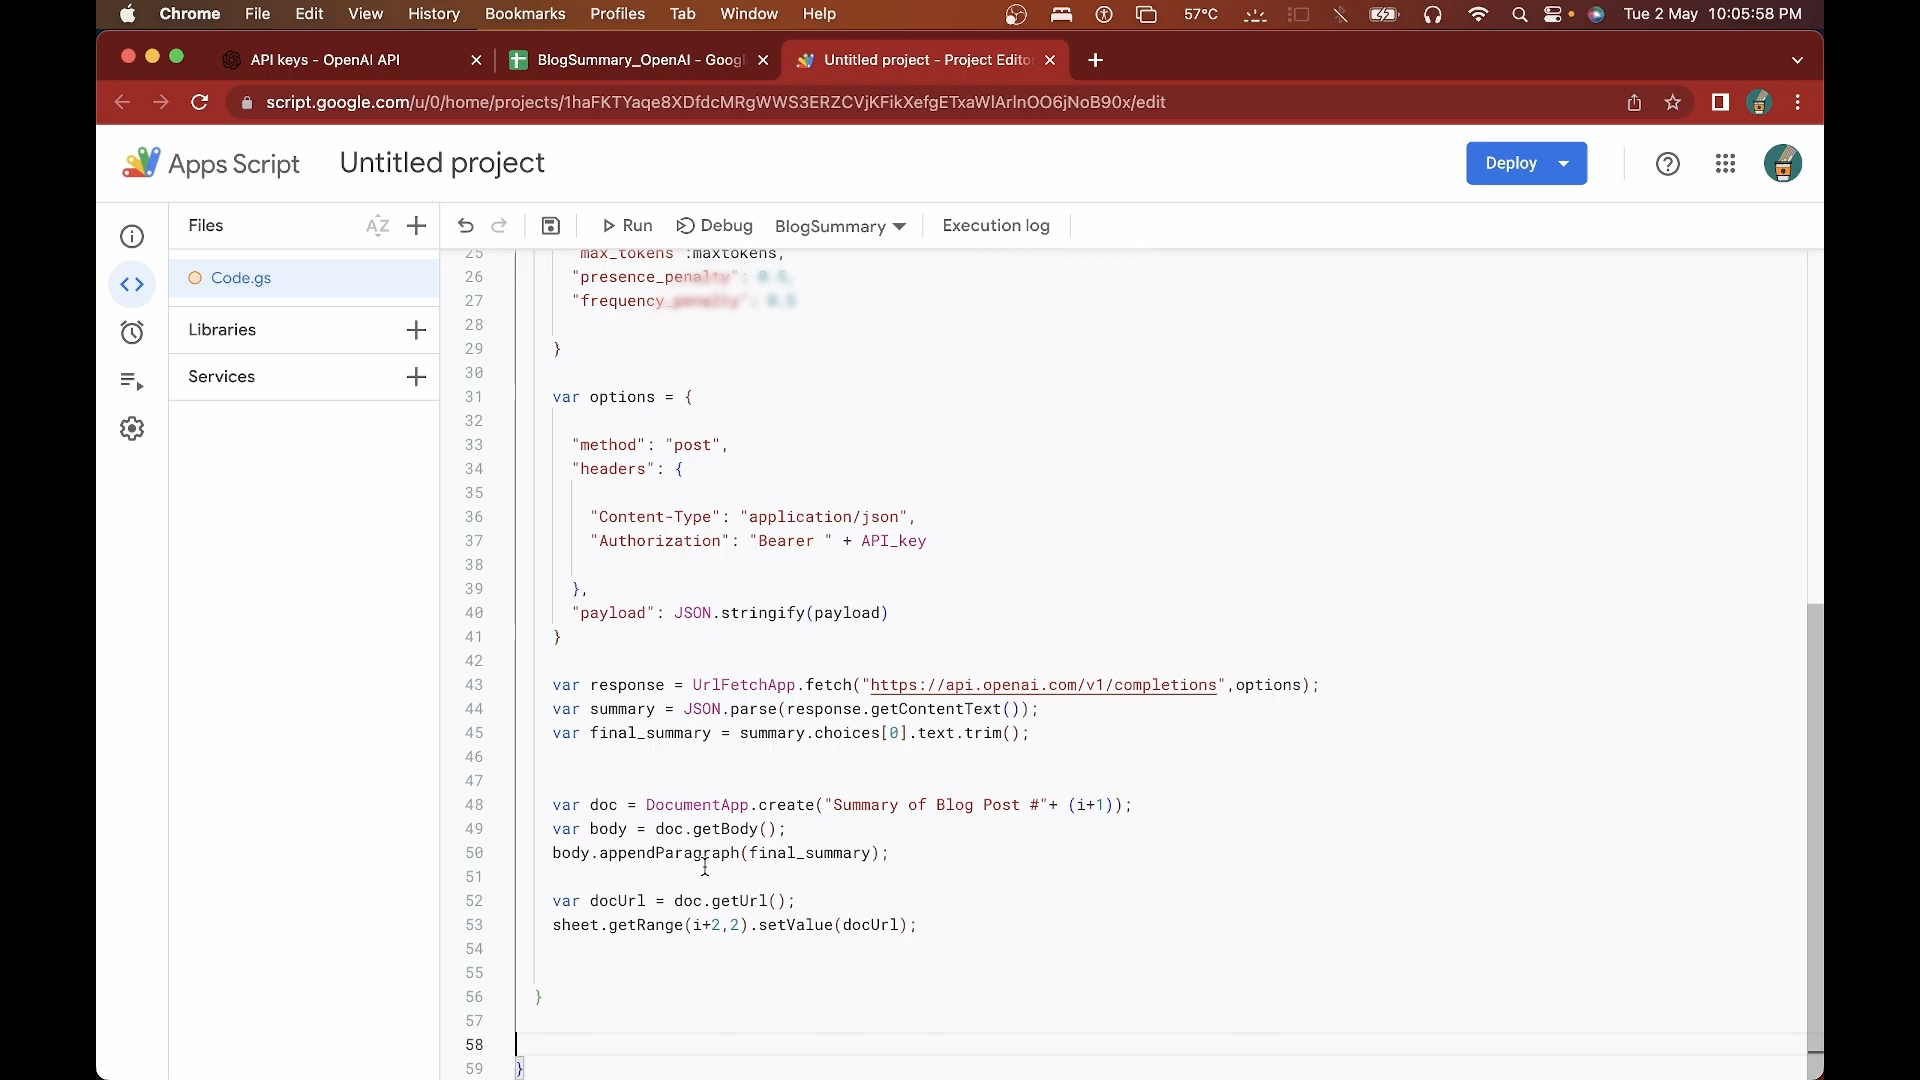 Chrome File Edit View History Bookmarks Profiles Tab Window Help 57°C Tue 2 May 10:05:58 PM
API keys - OpenAI API BlogSummary_OpenAI - Googl Untitled project - Project Editor
script.google.com/u/0/home/projects/1haFKTYaqe8XDfdcMRgWWS3ERZCVjKFikXefgETxaWlArlnOO6jNoB90x/edit
Apps Script Untitled project Deploy
Files AZ Run Debug BlogSummary Execution log
Code.gs
Libraries
Services
25 "max_tokens":maxtokens,
26 "presence_penalty": 0.5,
27 "frequency_penalty": 0.5
28
29 }
30
31 var options = {
32
33 "method": "post",
34 "headers": {
35
36 "Content-Type": "application/json",
37 "Authorization": "Bearer " + API_key
38
39 },
40 "payload": JSON.stringify(payload)
41 }
42
43 var response = UrlFetchApp.fetch("https://api.openai.com/v1/completions",options);
44 var summary = JSON.parse(response.getContentText());
45 var final_summary = summary.choices[0].text.trim();
46
47
48 var doc = DocumentApp.create("Summary of Blog Post #"+ (i+1));
49 var body = doc.getBody();
50 body.appendParagraph(final_summary);
51
52 var docUrl = doc.getUrl();
53 sheet.getRange(i+2,2).setValue(docUrl);
54
55
56 }
57
58
59 }